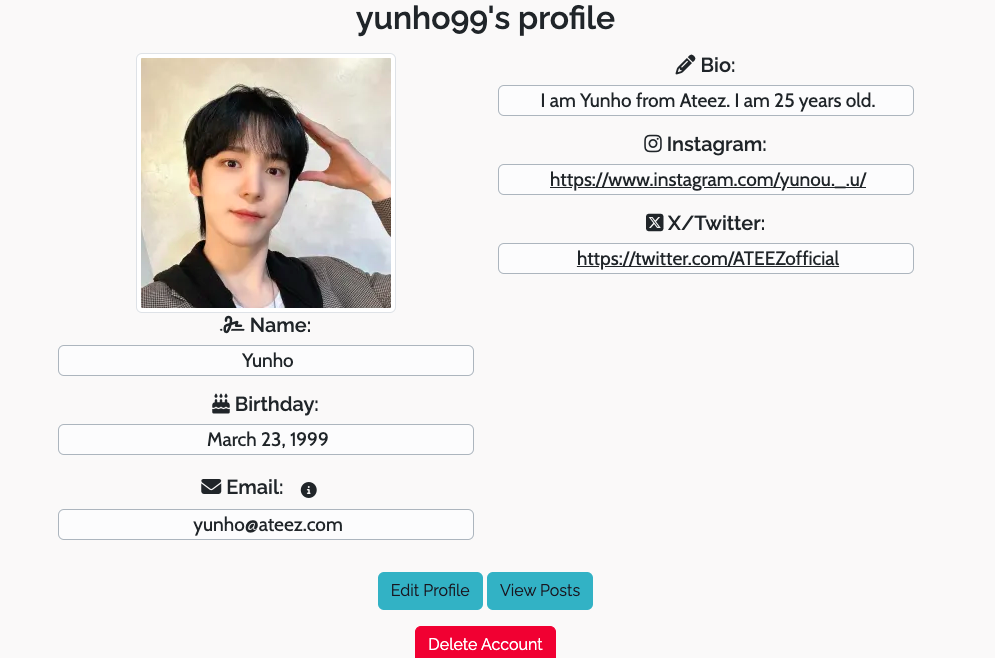 yunho99's profile
Name:
Yunho
Birthday:
March 23, 1999
Email:
yunho@ateez.com
Bio:
I am Yunho from Ateez. I am 25 years old.
Instagram:
https://www.instagram.com/yunou._.u/
X/Twitter:
https://twitter.com/ATEEZofficial
Edit Profile
View Posts
Delete Account